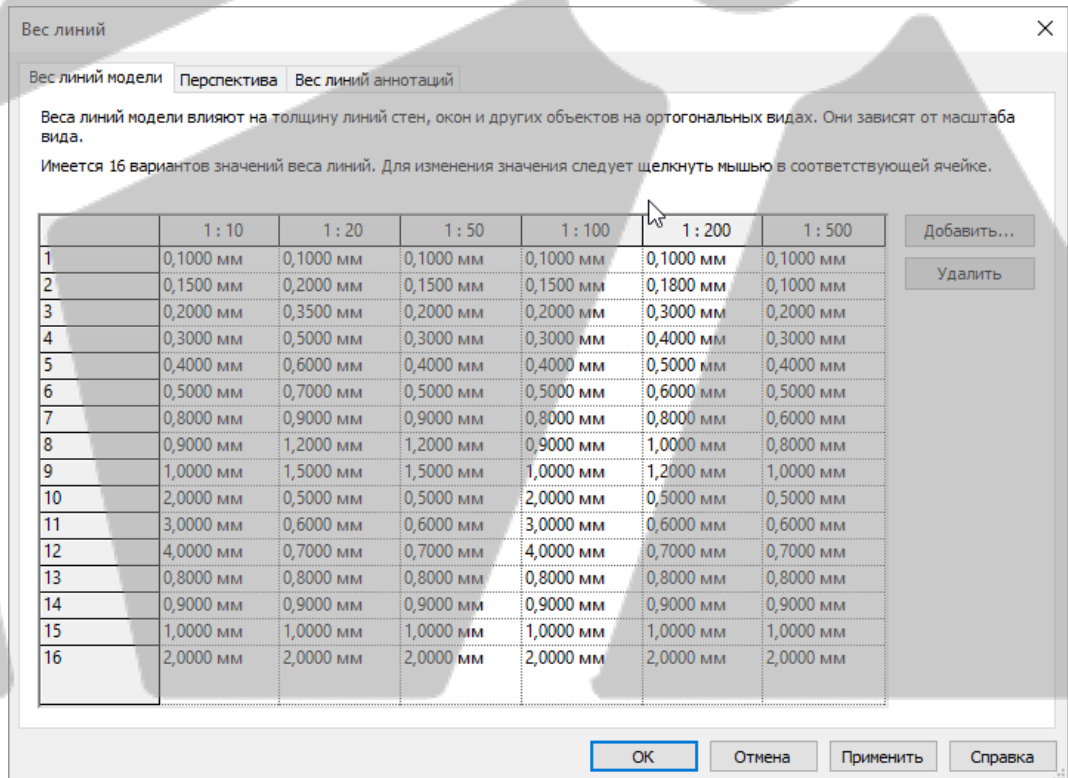 Вес линий
Вес линий модели Перспектива Вес линий аннотаций
Веса линий модели влияют на толщину линий стен, окон и других объектов на ортогональных видах. Они зависят от масштаба
вида.
Имеется 16 вариантов значений веса линий. Для изменения значения следует щелкнуть мышью в соответствующей ячейке.
1 : 10 1 : 20 1 : 50 1 : 100 1 : 200 1 : 500 Добавить...
1 0,1000 мм 0,1000 мм 0,1000 мм 0,1000 мм 0,1000 мм 0,1000 мм
2 0,1500 мм 0,2000 мм 0,1500 мм 0,1500 мм 0,1800 мм 0,1000 мм Удалить
3 0,2000 мм 0,3500 мм 0,2000 мм 0,2000 мм 0,3000 мм 0,2000 мм
4 0,3000 мм 0,5000 мм 0,3000 мм 0,3000 мм 0,4000 мм 0,3000 мм
5 0,4000 мм 0,6000 мм 0,4000 мм 0,4000 мм 0,5000 мм 0,4000 мм
6 0,5000 мм 0,7000 мм 0,5000 мм 0,5000 мм 0,6000 мм 0,5000 мм
7 0,8000 мм 0,9000 мм 0,9000 мм 0,8000 мм 0,8000 мм 0,6000 мм
8 0,9000 мм 1,2000 мм 1,2000 мм 0,9000 мм 1,0000 мм 0,8000 мм
9 1,0000 мм 1,5000 мм 1,5000 мм 1,0000 мм 1,2000 мм 1,0000 мм
10 2,0000 мм 0,5000 мм 0,5000 мм 2,0000 мм 0,5000 мм 0,5000 мм
11 3,0000 мм 0,6000 мм 0,6000 мм 3,0000 мм 0,6000 мм 0,6000 мм
12 4,0000 мм 0,7000 мм 0,7000 мм 4,0000 мм 0,7000 мм 0,7000 мм
13 0,8000 мм 0,8000 мм 0,8000 мм 0,8000 мм 0,8000 мм 0,8000 мм
14 0,9000 мм 0,9000 мм 0,9000 мм 0,9000 мм 0,9000 мм 0,9000 мм
15 1,0000 мм 1,0000 мм 1,0000 мм 1,0000 мм 1,0000 мм 1,0000 мм
16 2,0000 мм 2,0000 мм 2,0000 мм 2,0000 мм 2,0000 мм 2,0000 мм
ОК Отмена Применить Справка